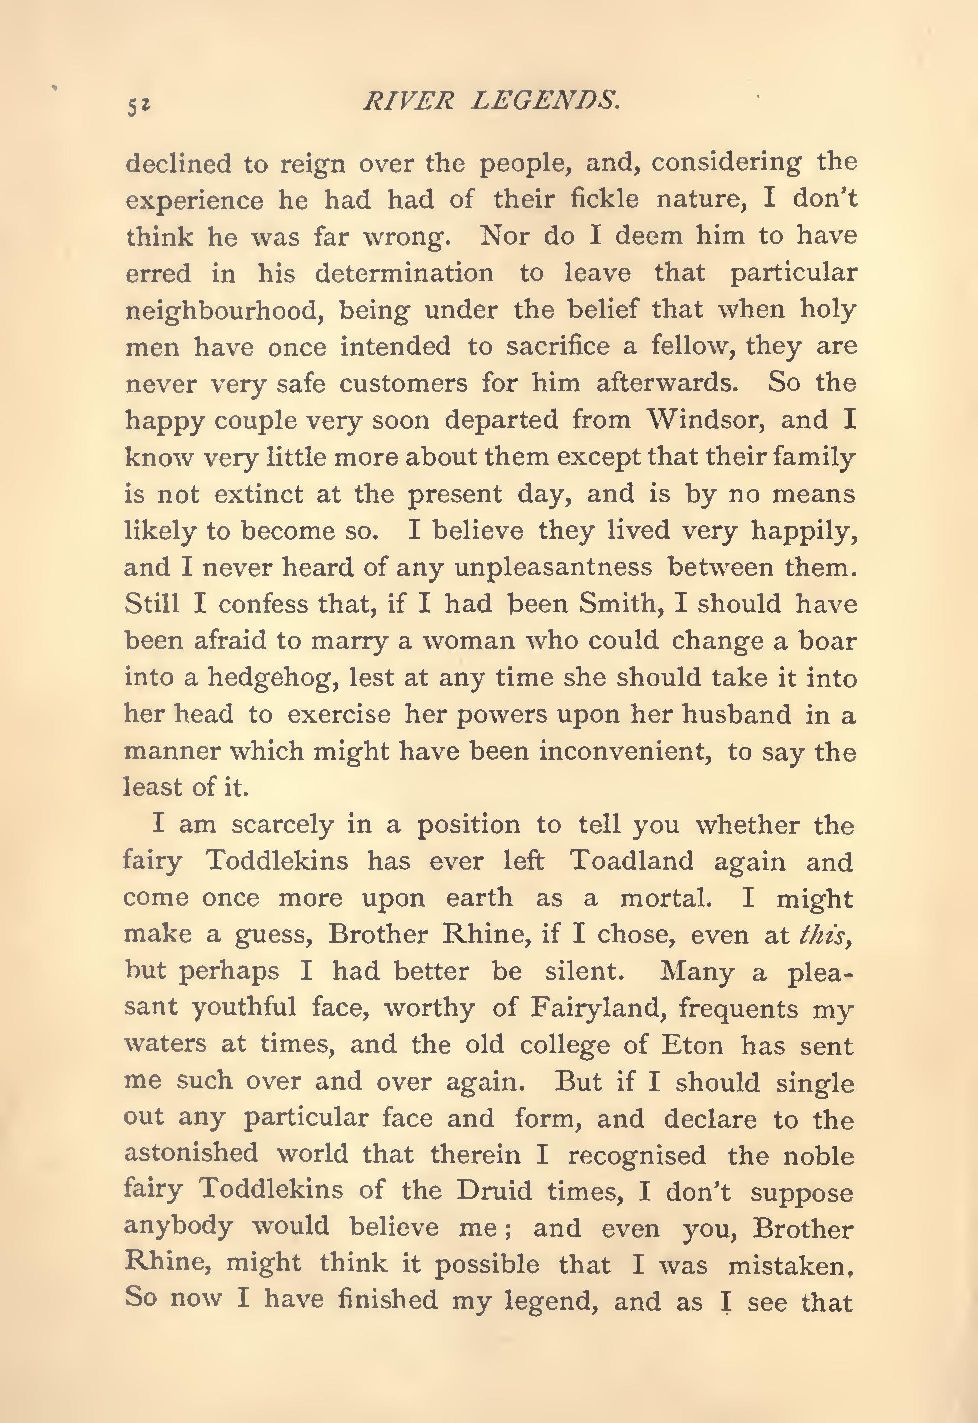 52 RIVER LEGENDS.
declined to reign over the people, and, considering the
experience he had had of their fickle nature, I don't
think he was far wrong. Nor do I deem him to have
erred in his determination to leave that particular
neighbourhood, being under the belief that when holy
men have once intended to sacrifice a fellow, they are
never very safe customers for him afterwards. So the
happy couple very soon departed from Windsor, and I
know very little more about them except that their family
is not extinct at the present day, and is by no means
likely to become so. I believe they lived very happily,
and I never heard of any unpleasantness between them.
Still I confess that, if I had been Smith, I should have
been afraid to marry a woman who could change a boar
into a hedgehog, lest at any time she should take it into
her head to exercise her powers upon her husband in a
manner which might have been inconvenient, to say the
least of it.
I am scarcely in a position to tell you whether the
fairy Toddlekins has ever left Toadland again and
come once more upon earth as a mortal. I might
make a guess, Brother Rhine, if I chose, even at this,
but perhaps I had better be silent. Many a plea-
sant youthful face, worthy of Fairyland, frequents my
waters at times, and the old college of Eton has sent
me such over and over again. But if I should single
out any particular face and form, and declare to the
astonished world that therein I recognised the noble
fairy Toddlekins of the Druid times, I don't suppose
anybody would believe me; and even you, Brother
Rhine, might think it possible that I was mistaken.
So now I have finished my legend, and as I see that